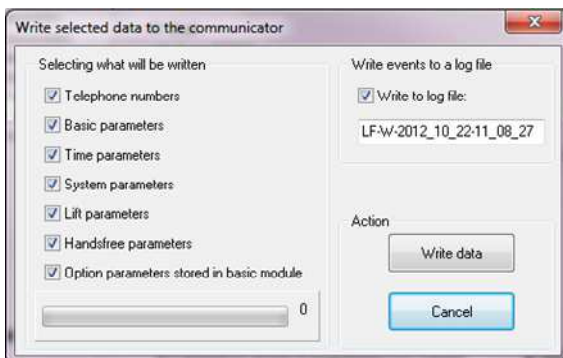 Write selected data to the communicator
Selecting what will be written
Telephone numbers
Basic parameters
Time parameters
System parameters
Lift parameters
Handsfree parameters
Option parameters stored in basic module
0
Write events to a log file
Write to log file:
LF-W-2012_10_22-11_08_27
Action
Write data
Cancel